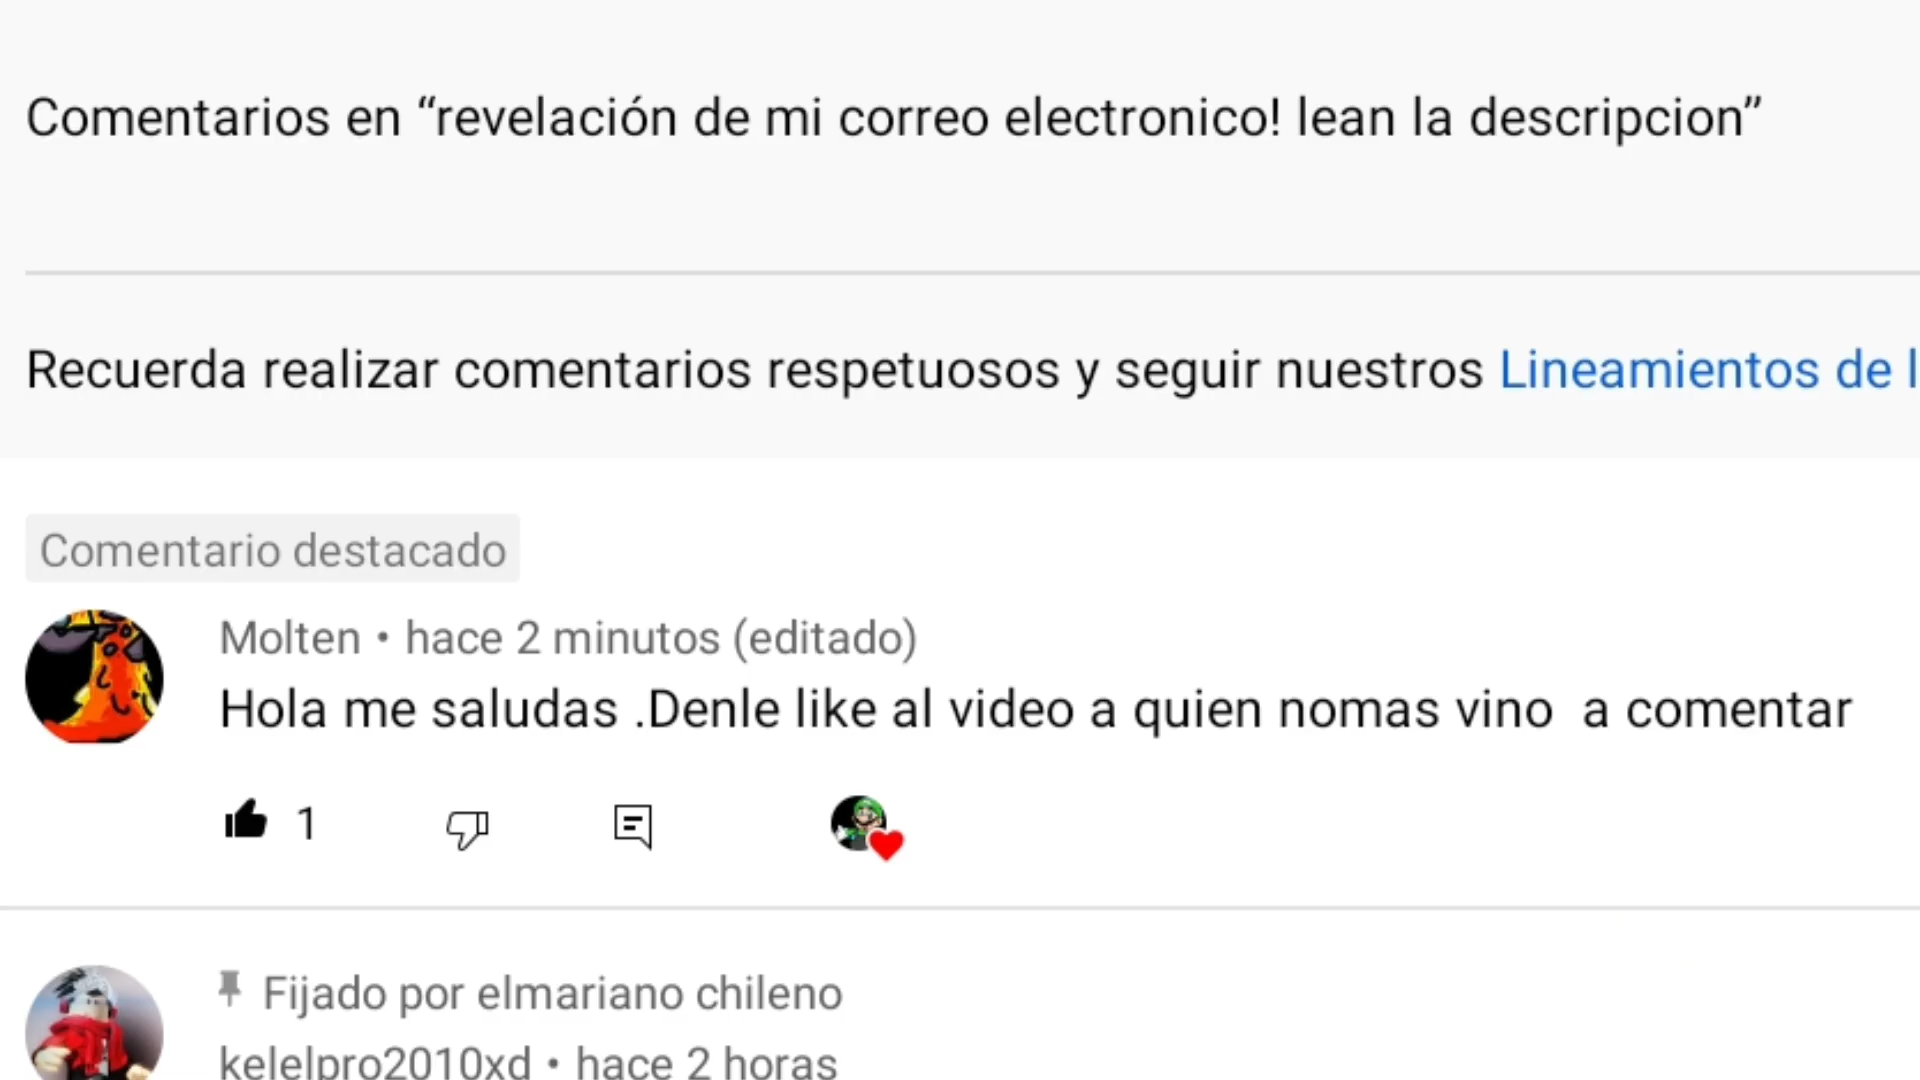 Comentarios en “revelación de mi correo electronico! lean la descripcion”
Recuerda realizar comentarios respetuosos y seguir nuestros Lineamientos de l
Comentario destacado
Molten • hace 2 minutos (editado)
Hola me saludas .Denle like al video a quien nomas vino  a comentar
1
Fijado por elmariano chileno
kelelpro2010xd • hace 2 horas